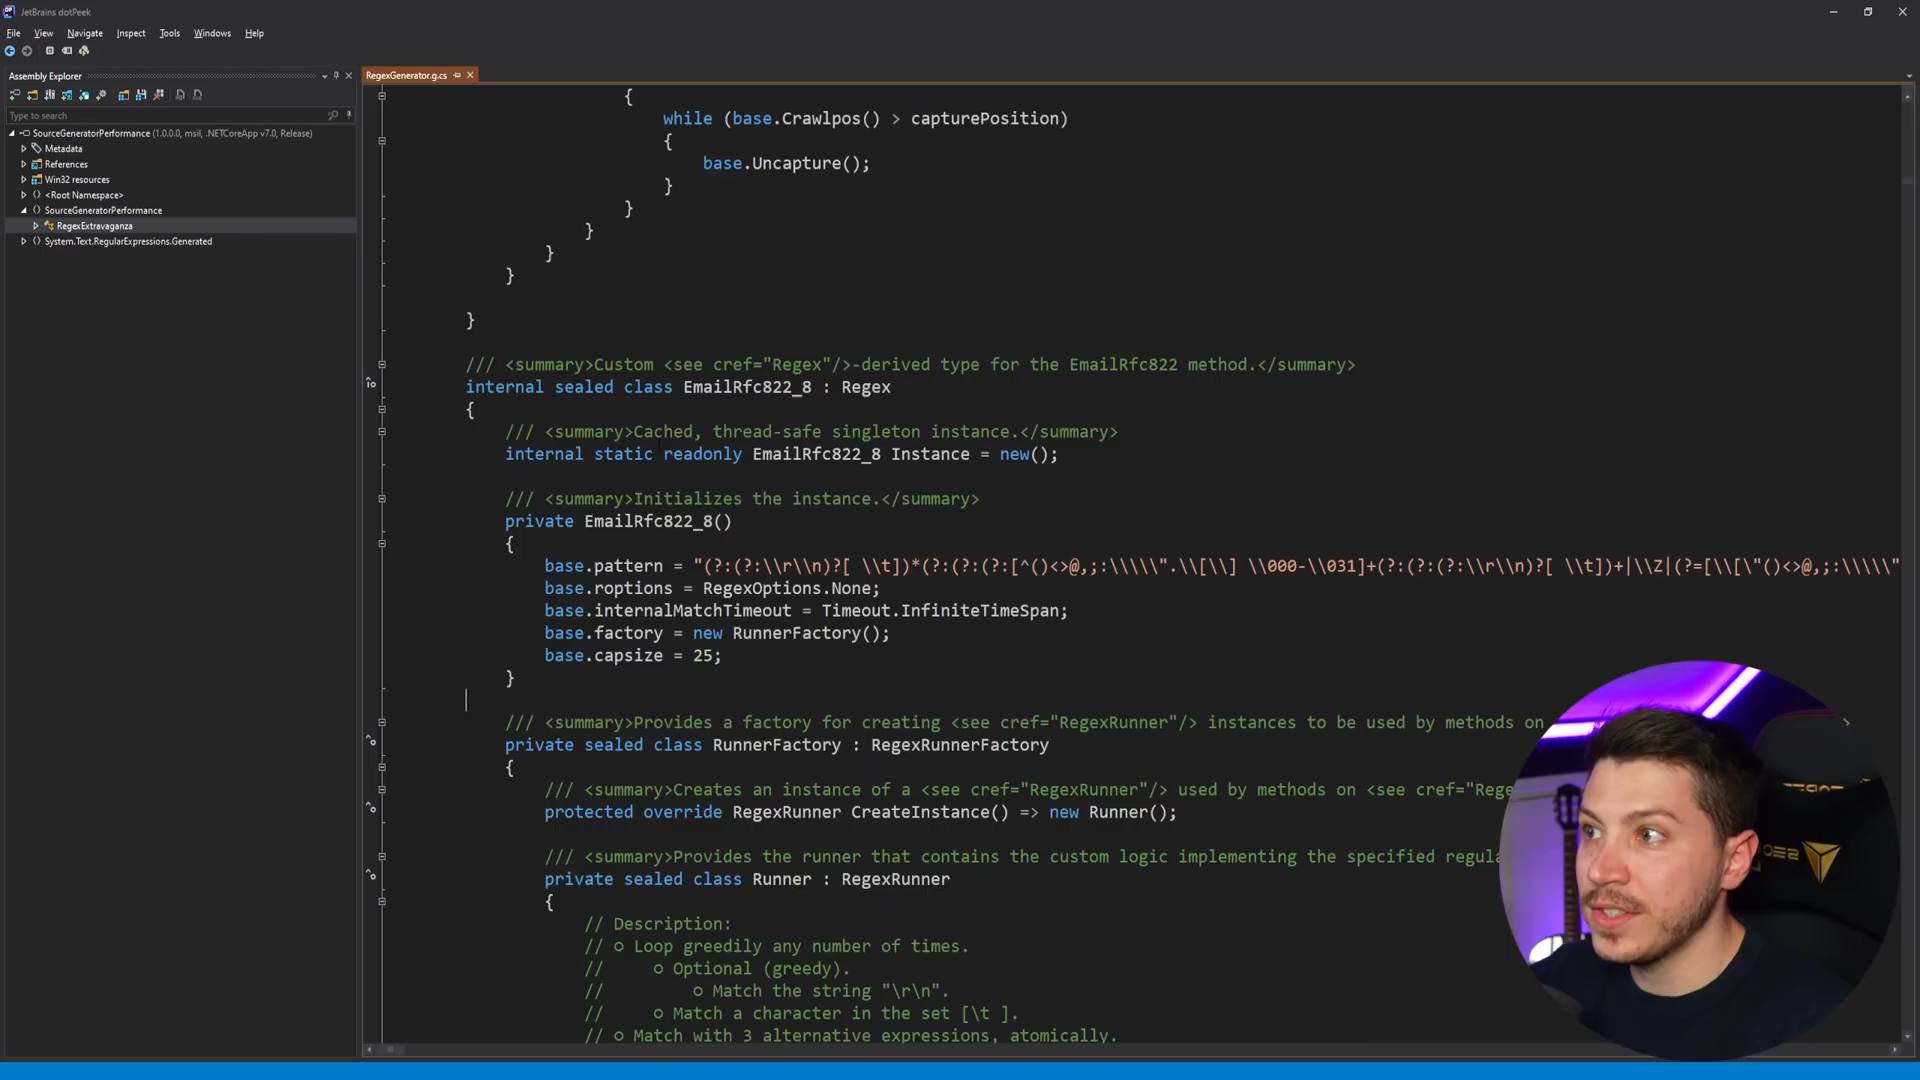 JetBrains dotPeek
File View Navigate Inspect Tools Windows Help
Assembly Explorer
Type to search
SourceGeneratorPerformance (1.0.0.0, msil, .NETCoreApp v7.0, Release)
Metadata
References
Win32 resources
<Root Namespace>
SourceGeneratorPerformance
RegexExtravaganza
System.Text.RegularExpressions.Generated
RegexGenerator.g.cs
{
while (base.Crawlpos() > capturePosition)
{
base.Uncapture();
}
}
}
}
}
}
/// <summary>Custom <see cref="Regex"/>-derived type for the EmailRfc822 method.</summary>
internal sealed class EmailRfc822_8 : Regex
{
/// <summary>Cached, thread-safe singleton instance.</summary>
internal static readonly EmailRfc822_8 Instance = new();
/// <summary>Initializes the instance.</summary>
private EmailRfc822_8()
{
base.pattern = "(?:(?:\\r\\n)?[ \\t])*(?:(?:(?:[^()<>@,;:\\\\\".\\[\\] \\000-\\031]+(?:(?:(?:\\r\\n)?[ \\t])+|\\Z|(?=[\\[\"()<>@,;:\\\\\"
base.roptions = RegexOptions.None;
base.internalMatchTimeout = Timeout.InfiniteTimeSpan;
base.factory = new RunnerFactory();
base.capsize = 25;
}
/// <summary>Provides a factory for creating <see cref="RegexRunner"/> instances to be used by methods on
private sealed class RunnerFactory : RegexRunnerFactory
{
/// <summary>Creates an instance of a <see cref="RegexRunner"/> used by methods on <see cref="Rege
protected override RegexRunner CreateInstance() => new Runner();
/// <summary>Provides the runner that contains the custom logic implementing the specified regula
private sealed class Runner : RegexRunner
{
// Description:
// ○ Loop greedily any number of times.
// ○ Optional (greedy).
// ○ Match the string "\r\n".
// ○ Match a character in the set [\t ].
// ○ Match with 3 alternative expressions, atomically.